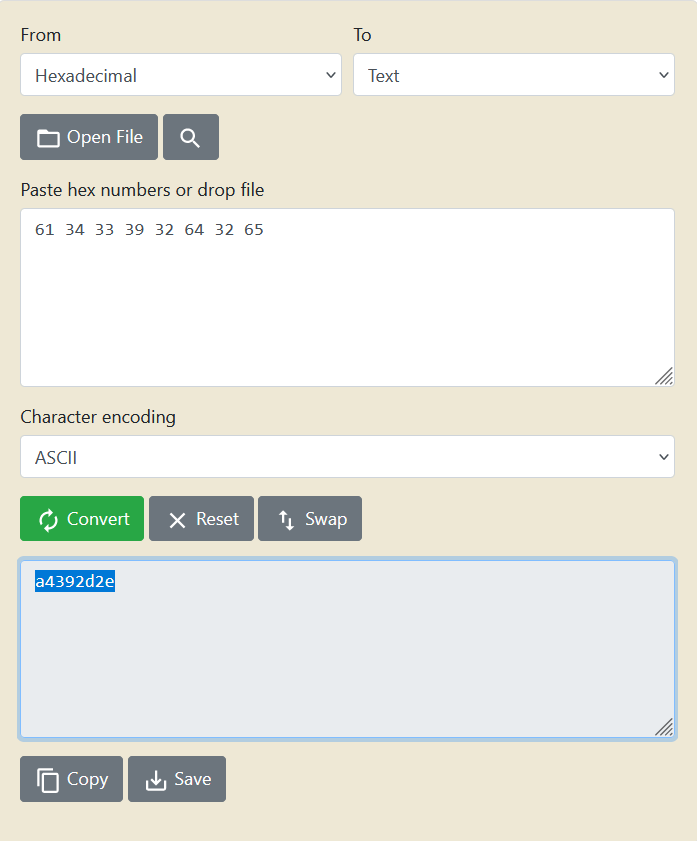 From To
Hexadecimal Text
Open File
Paste hex numbers or drop file
61 34 33 39 32 64 32 65
Character encoding
ASCII
Convert Reset Swap
a4392d2e
Copy Save